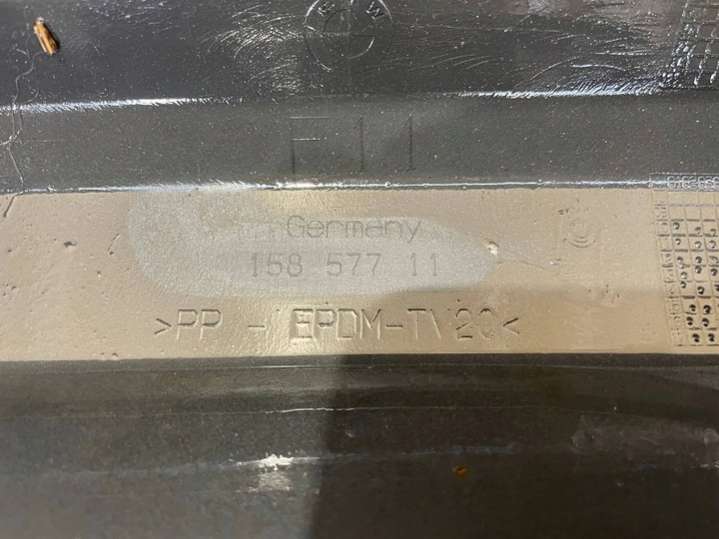 F11
Germany
158 577 11
>PP - EPDM-TV20<